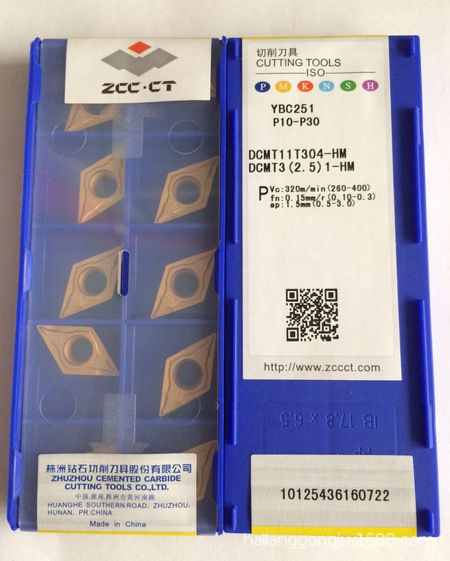 ZCC·CT
株洲钻石切削刀具股份有限公司
ZHUZHOU CEMENTED CARBIDE
CUTTING TOOLS CO.,LTD.
中国.湖南.株洲市黄河南路
HUANGHE SOUTHERN ROAD, ZHUZHOU,
HUNAN, PR.CHINA
Made in China
切削刀具
CUTTING TOOLS
ISO
P M K N S H
YBC251
P10-P30
DCMT11T304-HM
DCMT3(2.5)1-HM
P Vc:320m/min(260-400)
fn:0.15mm/r(0.10-0.3)
ap:1.5mm(0.5-3.0)
http://www.zccct.com
IB 17,8 x 6,5
10125436160722
hailanggongju.1688.com